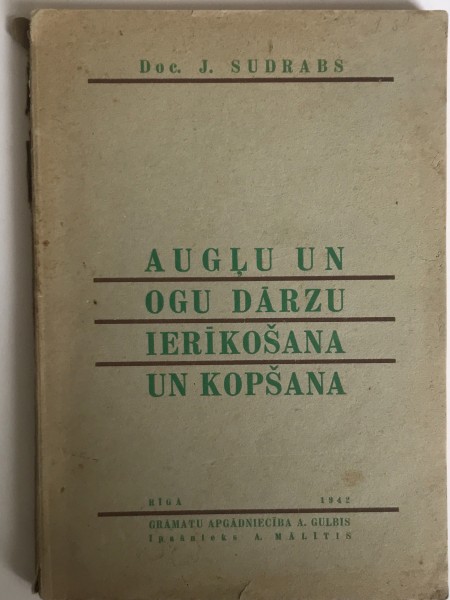 Doc. J. SUDRABS
AUGĻU UN
OGU DĀRZU
IERĪKOŠANA
UN KOPŠANA
RĪGA 1942
GRĀMATU APGĀDNIECĪBA A. GULBIS
Īpašnieks A. MĀLĪTIS